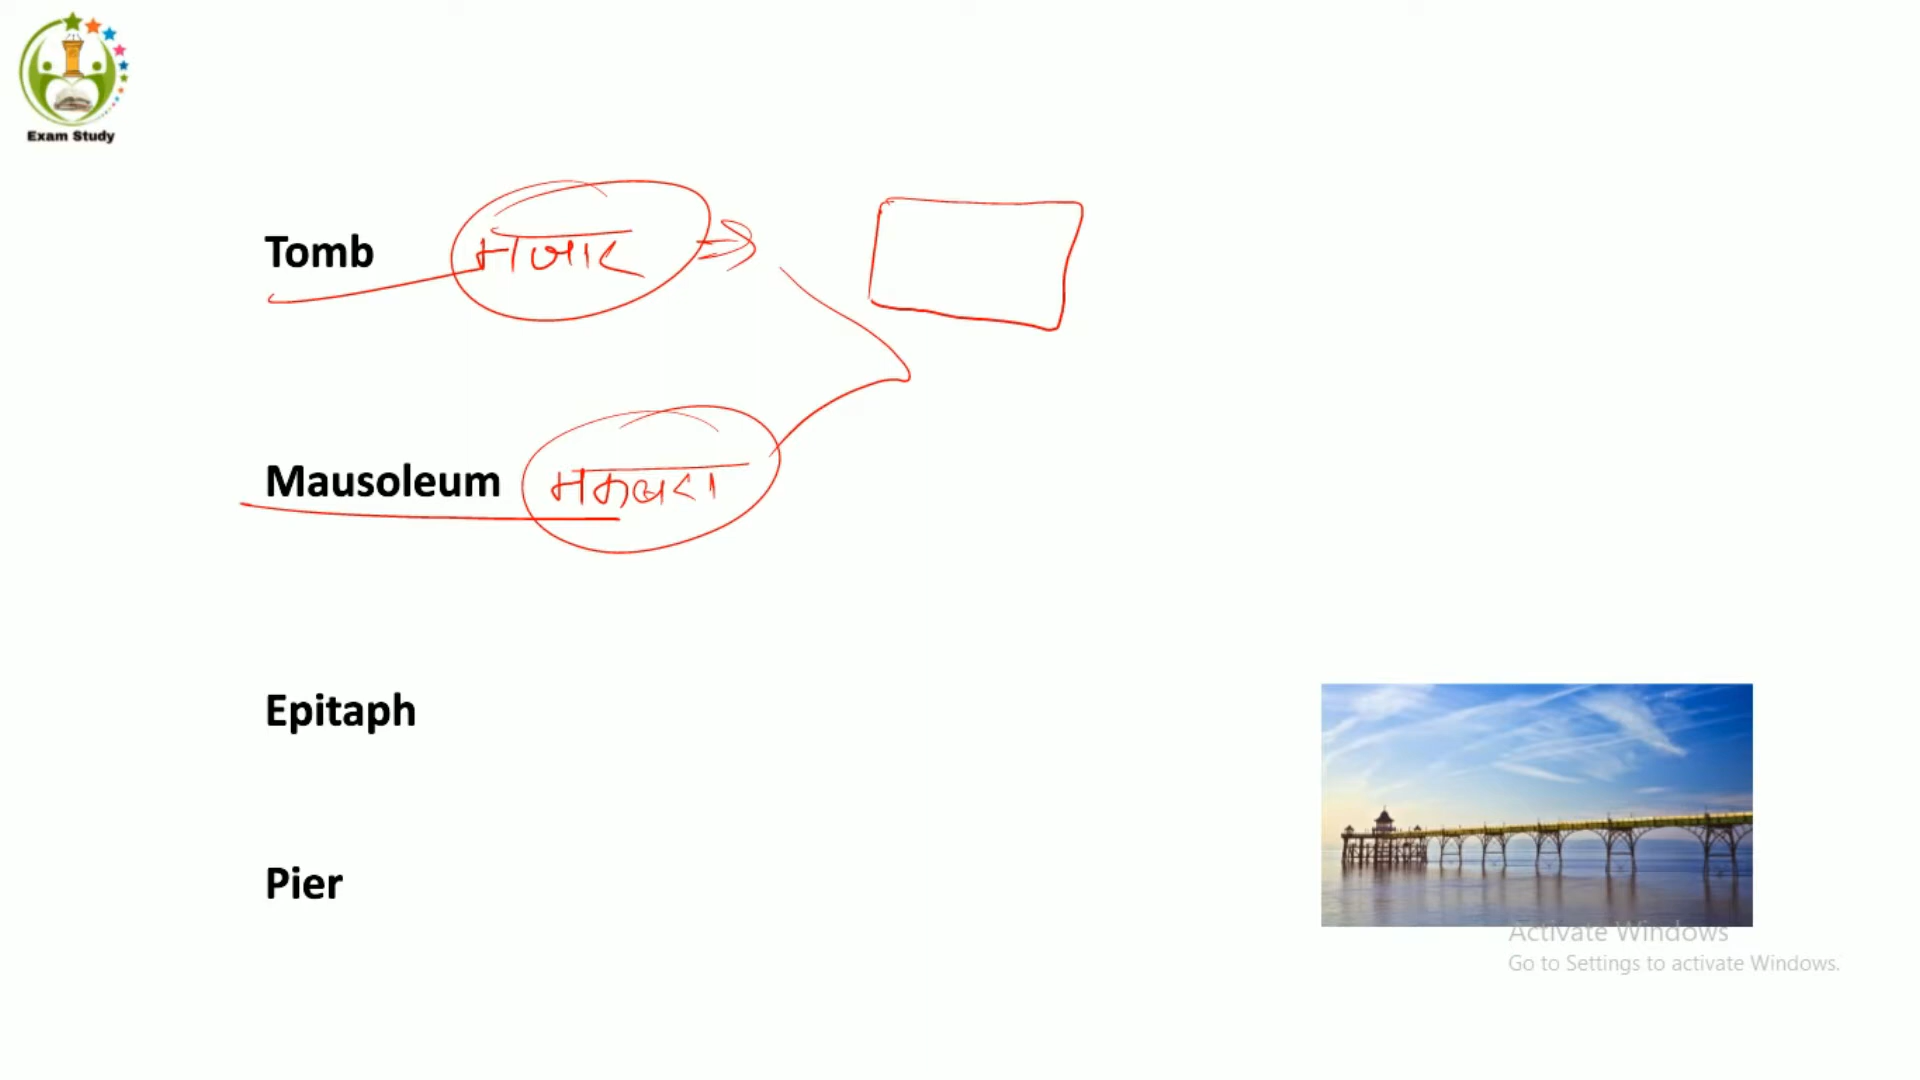 Exam Study
Tomb मजार
Mausoleum मकबरा
Epitaph
Pier
Activate Windows
Go to Settings to activate Windows.